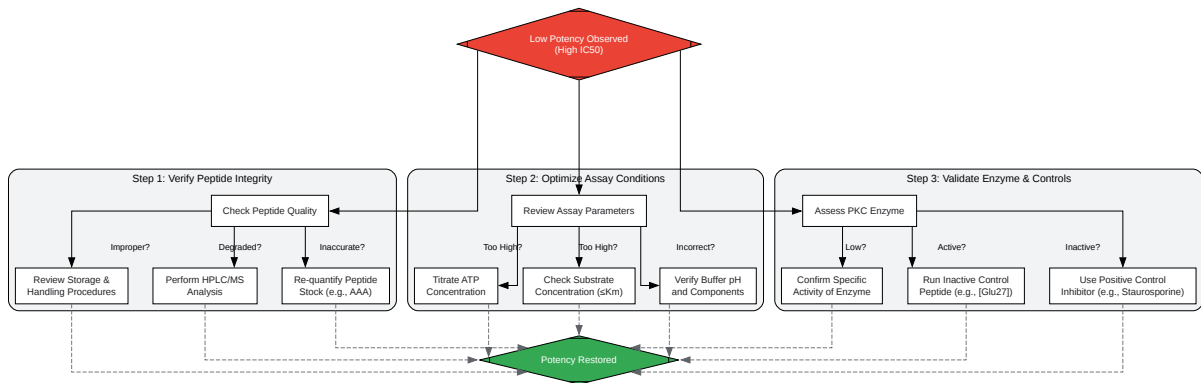 Low Potency Observed
(High IC50)
Step 1: Verify Peptide Integrity
Check Peptide Quality
Improper?
Degraded?
Inaccurate?
Review Storage &
Handling Procedures
Perform HPLC/MS
Analysis
Re-quantify Peptide
Stock (e.g., AAA)
Step 2: Optimize Assay Conditions
Review Assay Parameters
Too High?
Too High?
Incorrect?
Titrate ATP
Concentration
Check Substrate
Concentration (≤Km)
Verify Buffer pH
and Components
Step 3: Validate Enzyme & Controls
Assess PKC Enzyme
Low?
Active?
Inactive?
Confirm Specific
Activity of Enzyme
Run Inactive Control
Peptide (e.g., [Glu27])
Use Positive Control
Inhibitor (e.g., Staurosporine)
Potency Restored